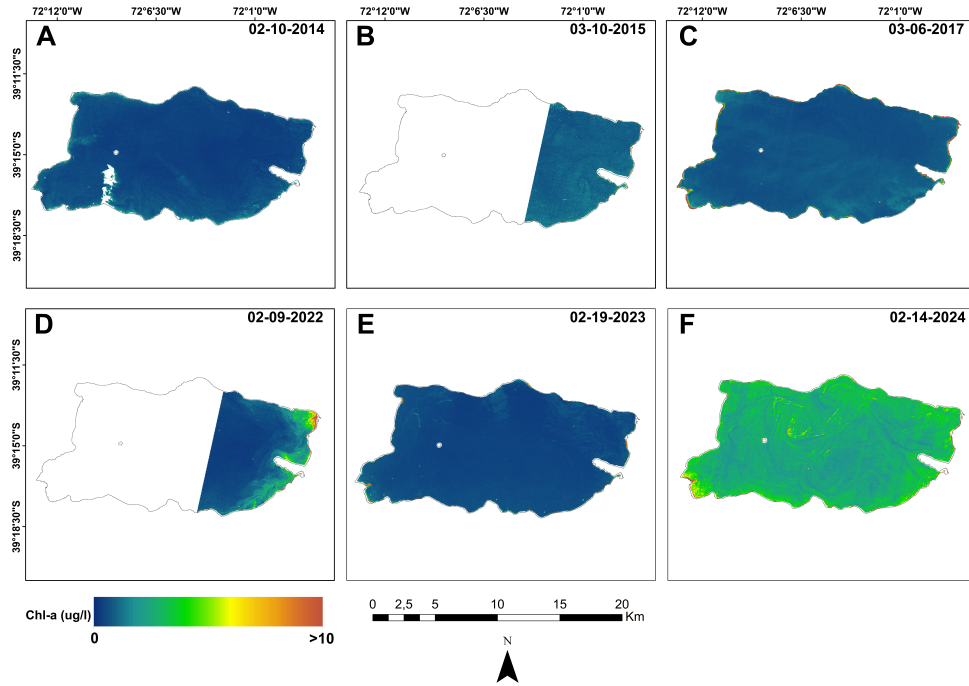 72°12'0"W 72°6'30"W 72°1'0"W 72°12'0"W 72°6'30"W 72°1'0"W 72°12'0"W 72°6'30"W 72°1'0"W
A 02-10-2014 B 03-10-2015 C 03-06-2017
39°11'30"S
39°15'0"S
39°18'30"S
D 02-09-2022 E 02-19-2023 F 02-14-2024
39°11'30"S
39°15'0"S
39°18'30"S
Chl-a (ug/l)
0 >10
0 2,5 5 10 15 20
Km
N